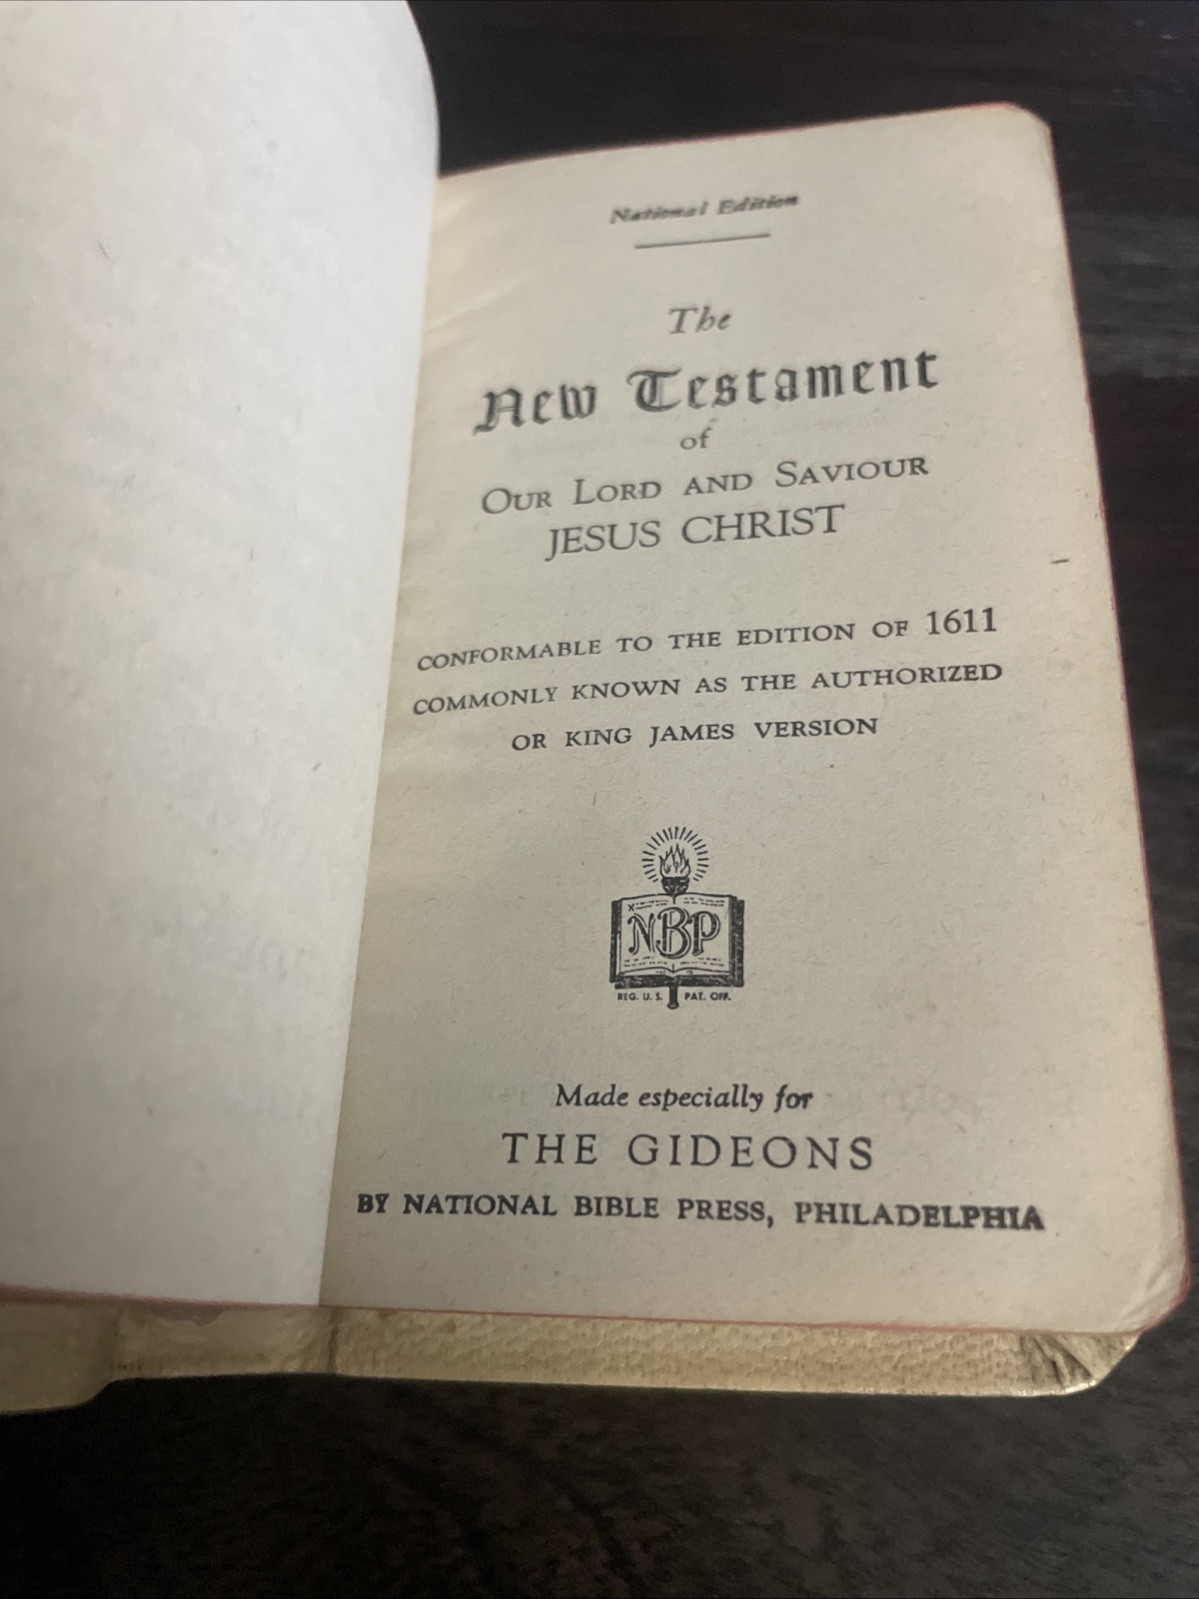 National Edition
The
New Testament
of
OUR LORD AND SAVIOUR
JESUS CHRIST
CONFORMABLE TO THE EDITION OF 1611
COMMONLY KNOWN AS THE AUTHORIZED
OR KING JAMES VERSION
NBP
REG. U. S. PAT. OFF.
Made especially for
THE GIDEONS
BY NATIONAL BIBLE PRESS, PHILADELPHIA